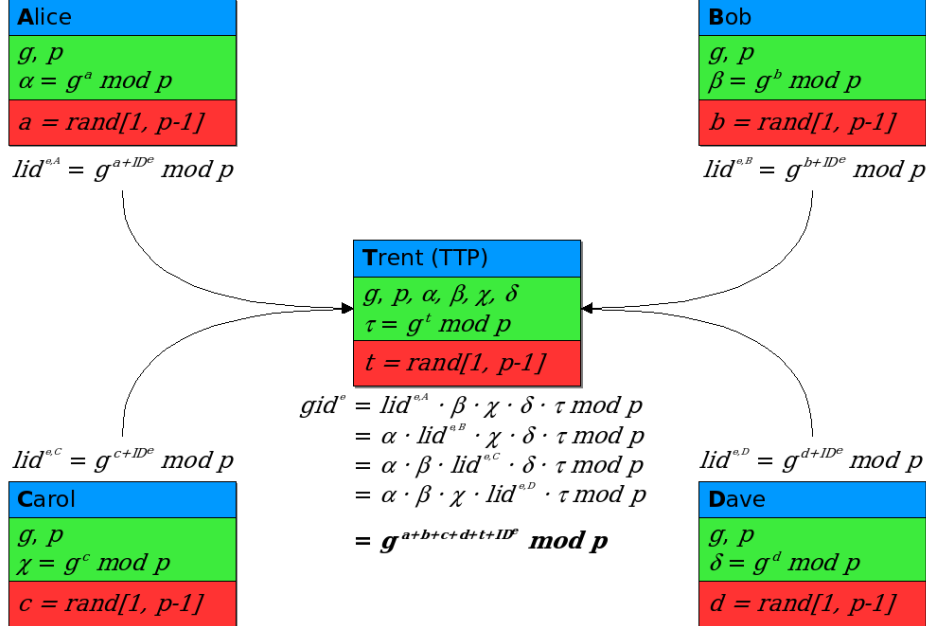 Alice
g, p
α = g^a mod p
a = rand[1, p-1]
lid^e,A = g^a+ID^e mod p
Bob
g, p
β = g^b mod p
b = rand[1, p-1]
lid^e,B = g^b+ID^e mod p
Trent (TTP)
g, p, α, β, χ, δ
τ = g^t mod p
t = rand[1, p-1]
gid^e = lid^e,A · β · χ · δ · τ mod p
= α · lid^e,B · χ · δ · τ mod p
= α · β · lid^e,C · δ · τ mod p
= α · β · χ · lid^e,D · τ mod p
= g^a+b+c+d+t+ID^e mod p
lid^e,C = g^c+ID^e mod p
Carol
g, p
χ = g^c mod p
c = rand[1, p-1]
lid^e,D = g^d+ID^e mod p
Dave
g, p
δ = g^d mod p
d = rand[1, p-1]